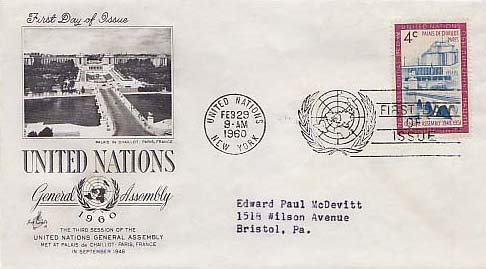 First Day of Issue
PALAIS DE CHAILLOT, PARIS, FRANCE
UNITED NATIONS
General Assembly
1960
THE THIRD SESSION OF THE
UNITED NATIONS GENERAL ASSEMBLY
MET AT PALAIS DE CHAILLOT, PARIS, FRANCE
IN SEPTEMBER 1948
UNITED NATIONS
FEB 29
9-AM
1960
NEW YORK
4c
UNITED NATIONS
PALAIS DE CHAILLOT
PARIS
FIRST DAY
OF
ISSUE
Edward Paul McDevitt
1518 Wilson Avenue
Bristol, Pa.